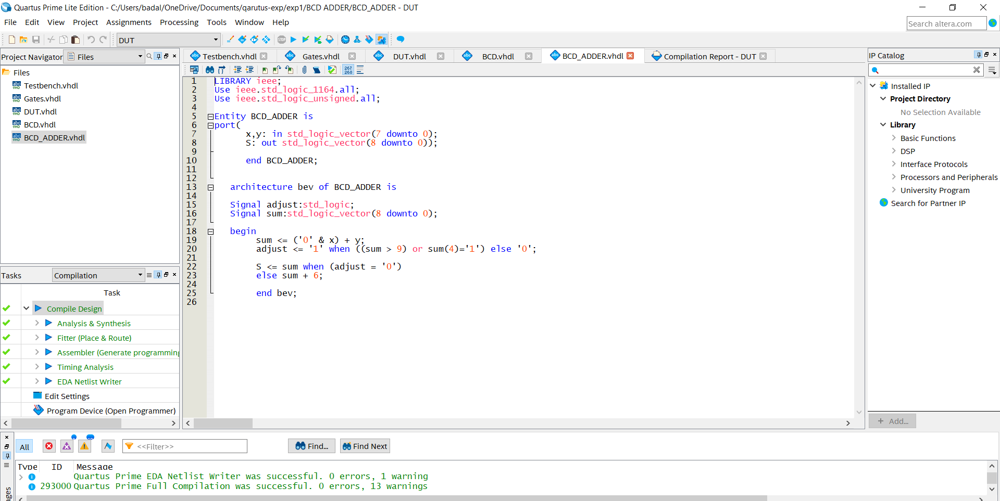 Quartus Prime Lite Edition - C:/Users/badal/OneDrive/Documents/qarutus-exp/exp1/BCD ADDER/BCD_ADDER - DUT
File Edit View Project Assignments Processing Tools Window Help
Search altera.com
DUT
Project Navigator Files
Files
Testbench.vhdl
Gates.vhdl
DUT.vhdl
BCD.vhdl
BCD_ADDER.vhdl
Tasks Compilation
Task
Compile Design
Analysis & Synthesis
Fitter (Place & Route)
Assembler (Generate programming
Timing Analysis
EDA Netlist Writer
Edit Settings
Program Device (Open Programmer)
Testbench.vhdl Gates.vhdl DUT.vhdl BCD.vhdl BCD_ADDER.vhdl Compilation Report - DUT
267
268
1 LIBRARY ieee;
2 Use ieee.std_logic_1164.all;
3 Use ieee.std_logic_unsigned.all;
4
5 Entity BCD_ADDER is
6 port(
7 x,y: in std_logic_vector(7 downto 0);
8 S: out std_logic_vector(8 downto 0));
9
10 end BCD_ADDER;
11
12
13 architecture bev of BCD_ADDER is
14
15 Signal adjust:std_logic;
16 Signal sum:std_logic_vector(8 downto 0);
17
18 begin
19 sum <= ('0' & x) + y;
20 adjust <= '1' when ((sum > 9) or sum(4)='1') else '0';
21
22 S <= sum when (adjust = '0')
23 else sum + 6;
24
25 end bev;
26
IP Catalog
Installed IP
Project Directory
No Selection Available
Library
Basic Functions
DSP
Interface Protocols
Processors and Peripherals
University Program
Search for Partner IP
+ Add...
All <<Filter>> Find... Find Next
Type ID Message
Quartus Prime EDA Netlist Writer was successful. 0 errors, 1 warning
293000 Quartus Prime Full Compilation was successful. 0 errors, 13 warnings